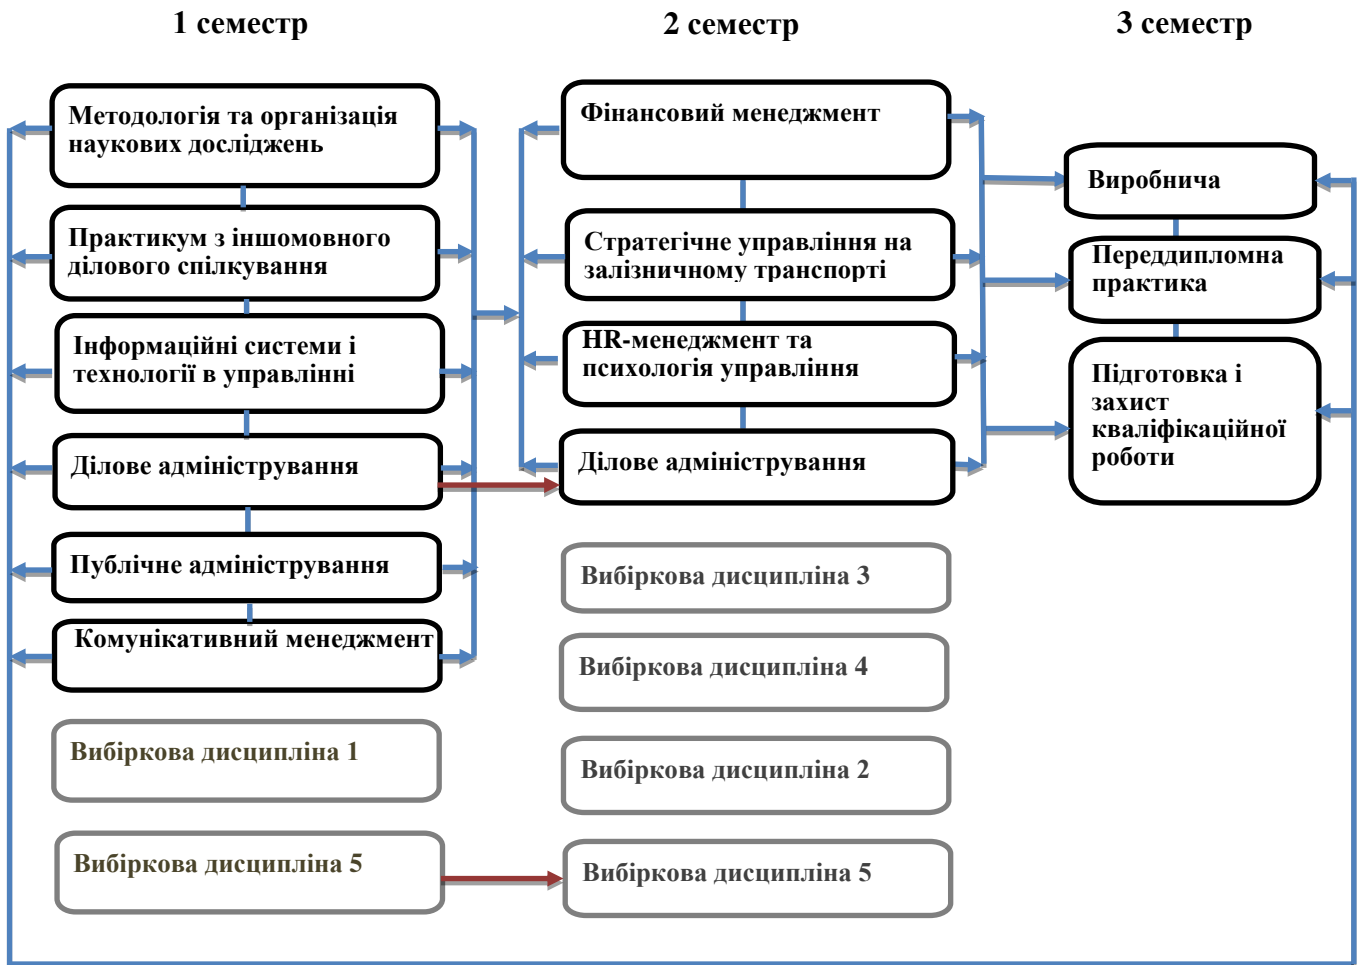 1 семестр
2 семестр
3 семестр
Методологія та організація
наукових досліджень
Практикум з іншомовного
ділового спілкування
Інформаційні системи і
технології в управлінні
Ділове адміністрування
Публічне адміністрування
Комунікативний менеджмент
Вибіркова дисципліна 1
Вибіркова дисципліна 5
Фінансовий менеджмент
Стратегічне управління на
залізничному транспорті
HR-менеджмент та
психологія управління
Ділове адміністрування
Вибіркова дисципліна 3
Вибіркова дисципліна 4
Вибіркова дисципліна 2
Вибіркова дисципліна 5
Виробнича
Переддипломна
практика
Підготовка і
захист
кваліфікаційної
роботи